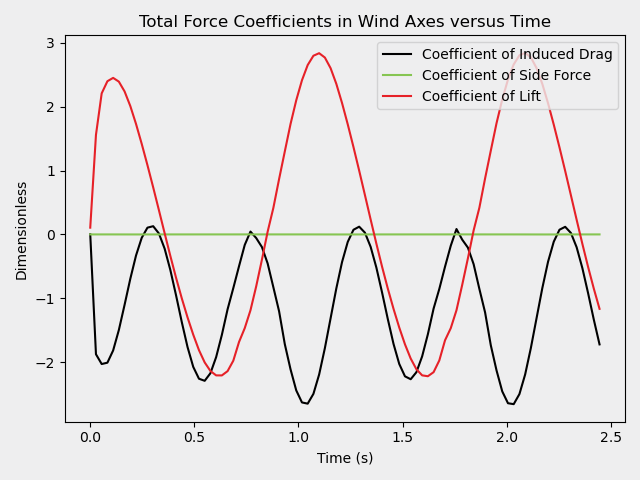 Total Force Coefficients in Wind Axes versus Time
Coefficient of Induced Drag
Coefficient of Side Force
Coefficient of Lift
Dimensionless
3
2
1
0
−1
−2
0.0 0.5 1.0 1.5 2.0 2.5
Time (s)